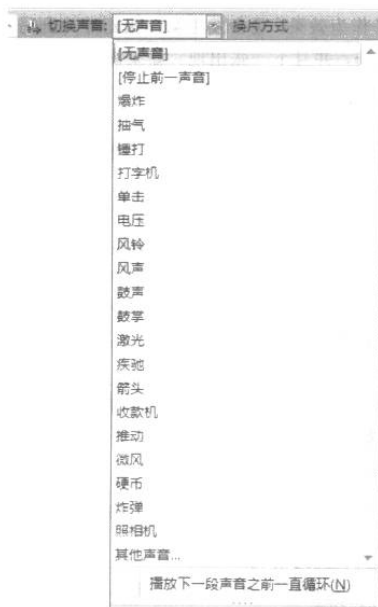 切换声音: [无声音] 换片方式
[无声音]
[停止前一声音]
爆炸
抽气
锤打
打字机
单击
电压
风铃
风声
鼓声
鼓掌
激光
疾驰
箭头
收款机
推动
微风
硬币
炸弹
照相机
其他声音...
播放下一段声音之前一直循环(N)